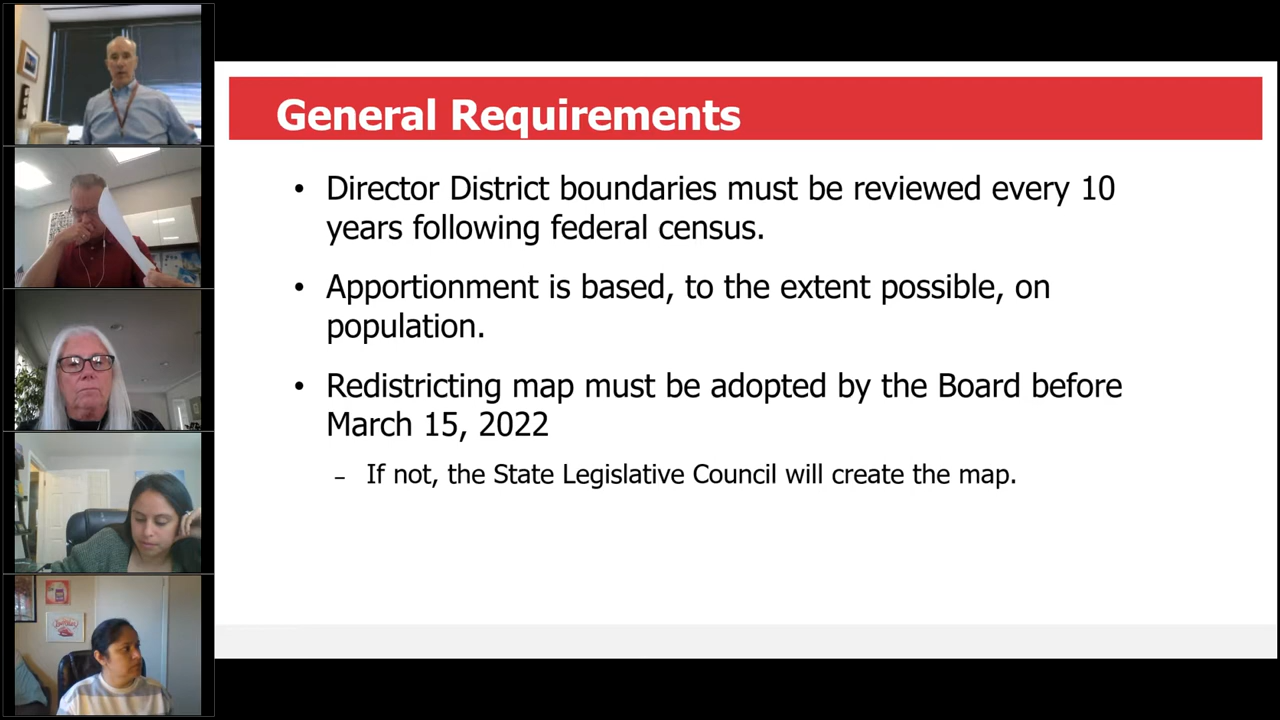 General Requirements
• Director District boundaries must be reviewed every 10
years following federal census.
• Apportionment is based, to the extent possible, on
population.
• Redistricting map must be adopted by the Board before
March 15, 2022
– If not, the State Legislative Council will create the map.